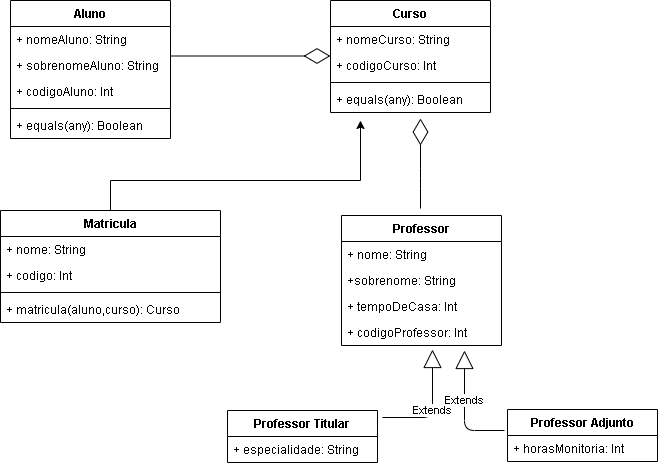 Aluno
+ nomeAluno: String
+ sobrenomeAluno: String
+ codigoAluno: Int
+ equals(any): Boolean
Curso
+ nomeCurso: String
+ codigoCurso: Int
+ equals(any): Boolean
Matricula
+ nome: String
+ codigo: Int
+ matricula(aluno,curso): Curso
Professor
+ nome: String
+sobrenome: String
+ tempoDeCasa: Int
+ codigoProfessor: Int
Extends
Extends
Professor Titular
+ especialidade: String
Professor Adjunto
+ horasMonitoria: Int